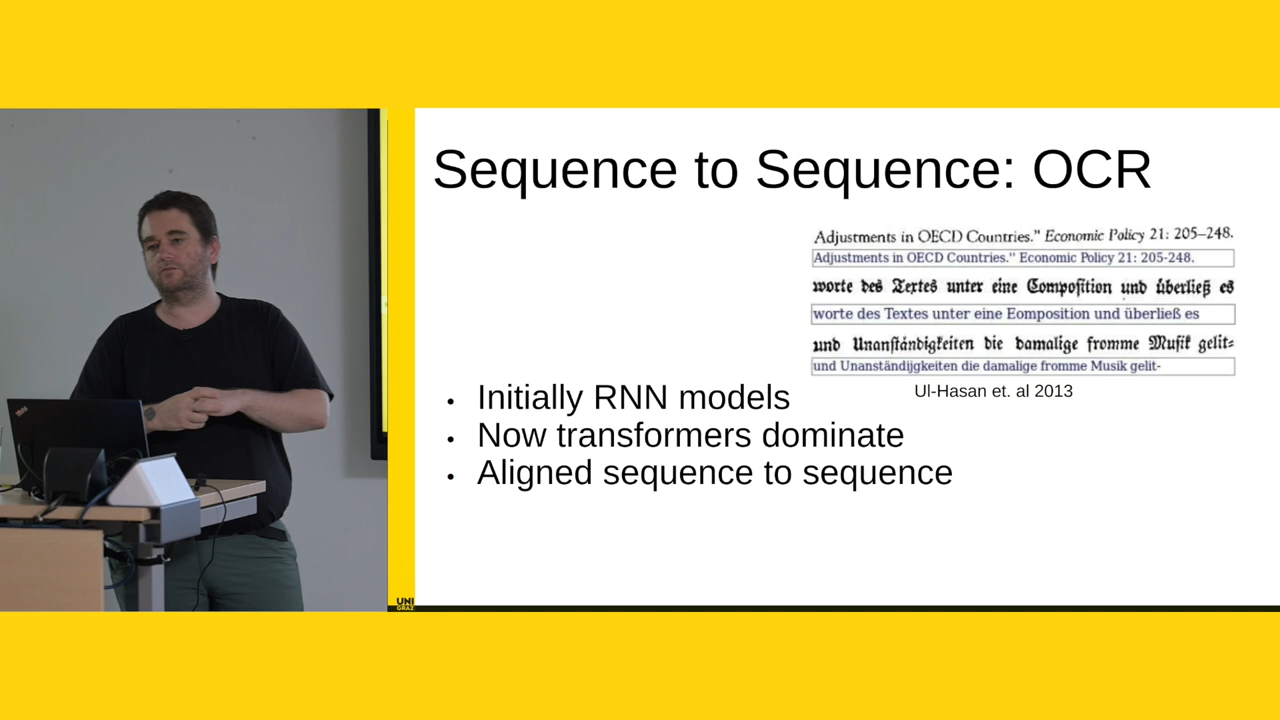 Sequence to Sequence: OCR
Adjustments in OECD Countries.” Economic Policy 21: 205–248.
Adjustments in OECD Countries." Economic Policy 21: 205-248.
worte des Textes unter eine Compoſition und überließ es
worte des Textes unter eine Eomposition und überließ es
und Unanſtändigkeiten die damalige fromme Muſik gelit⸗
und Unanständijgkeiten die damalige fromme Musik gelit-
Ul-Hasan et. al 2013
• Initially RNN models
• Now transformers dominate
• Aligned sequence to sequence
UNI
GRAZ